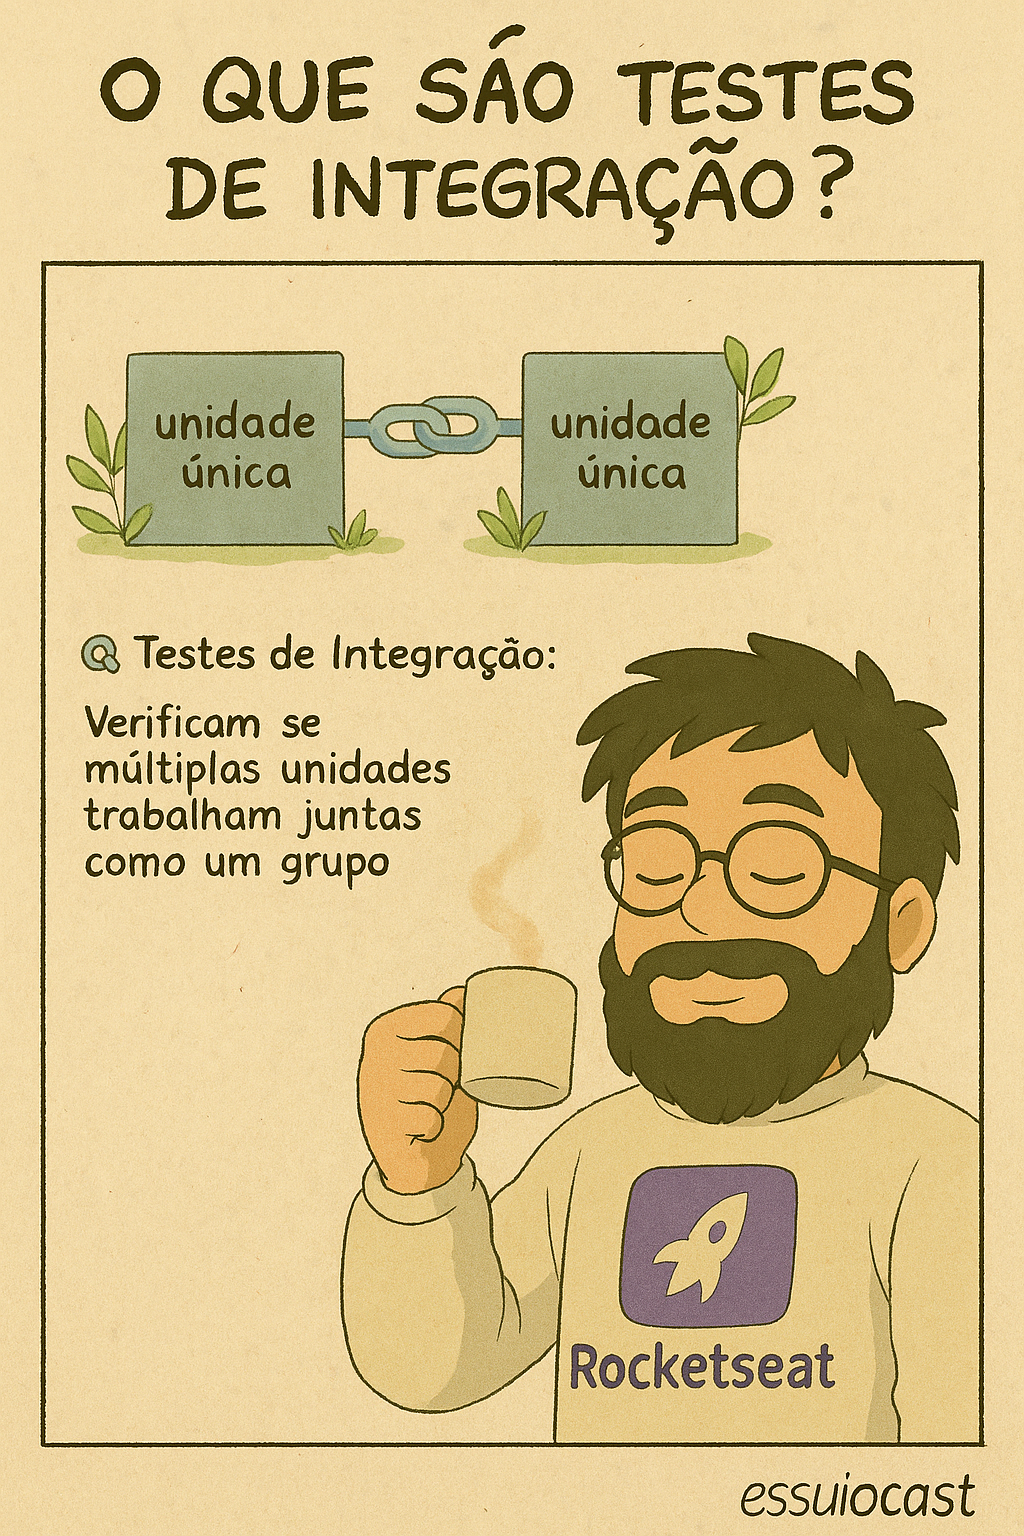 O QUE SÁO TESTES
DE INTEGRAÇÃO?
unidade
única
unidade
única
Testes de Integração:
Verificam se
múltiplas unidades
trabalham juntas
como um grupo
Rocketseat
essuiocast